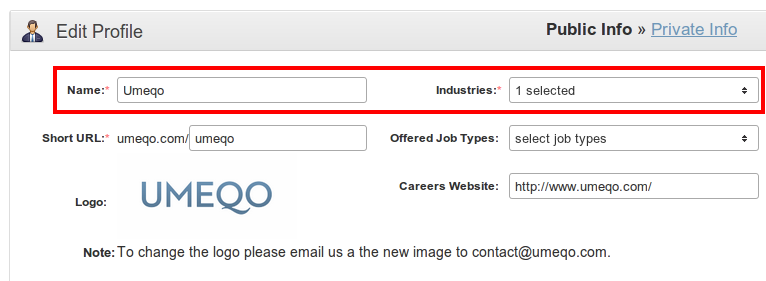 Edit Profile Public Info » Private Info
Name:* Umeqo Industries:* 1 selected
Short URL:* umeqo.com/ umeqo Offered Job Types: select job types
Logo: UMEQO Careers Website: http://www.umeqo.com/
Note: To change the logo please email us a the new image to contact@umeqo.com.